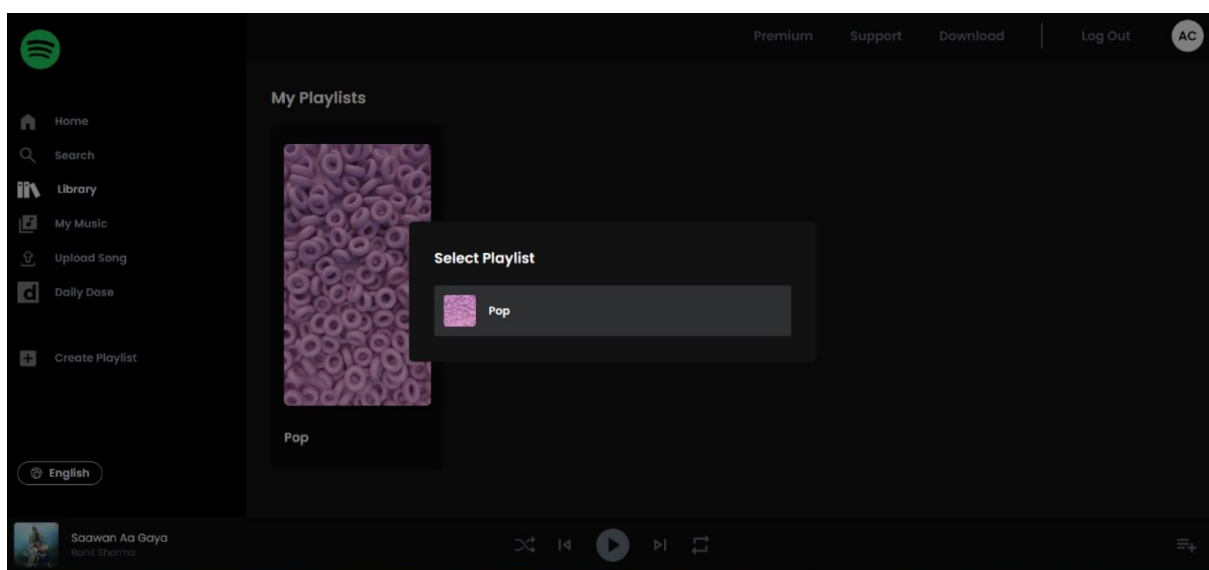 Premium
Support
Download
Log Out
AC
Home
Search
Library
My Music
Upload Song
d
Daily Dose
Create Playlist
English
My Playlists
Pop
Select Playlist
Pop
Saawan Aa Gaya
Rohit Sharma